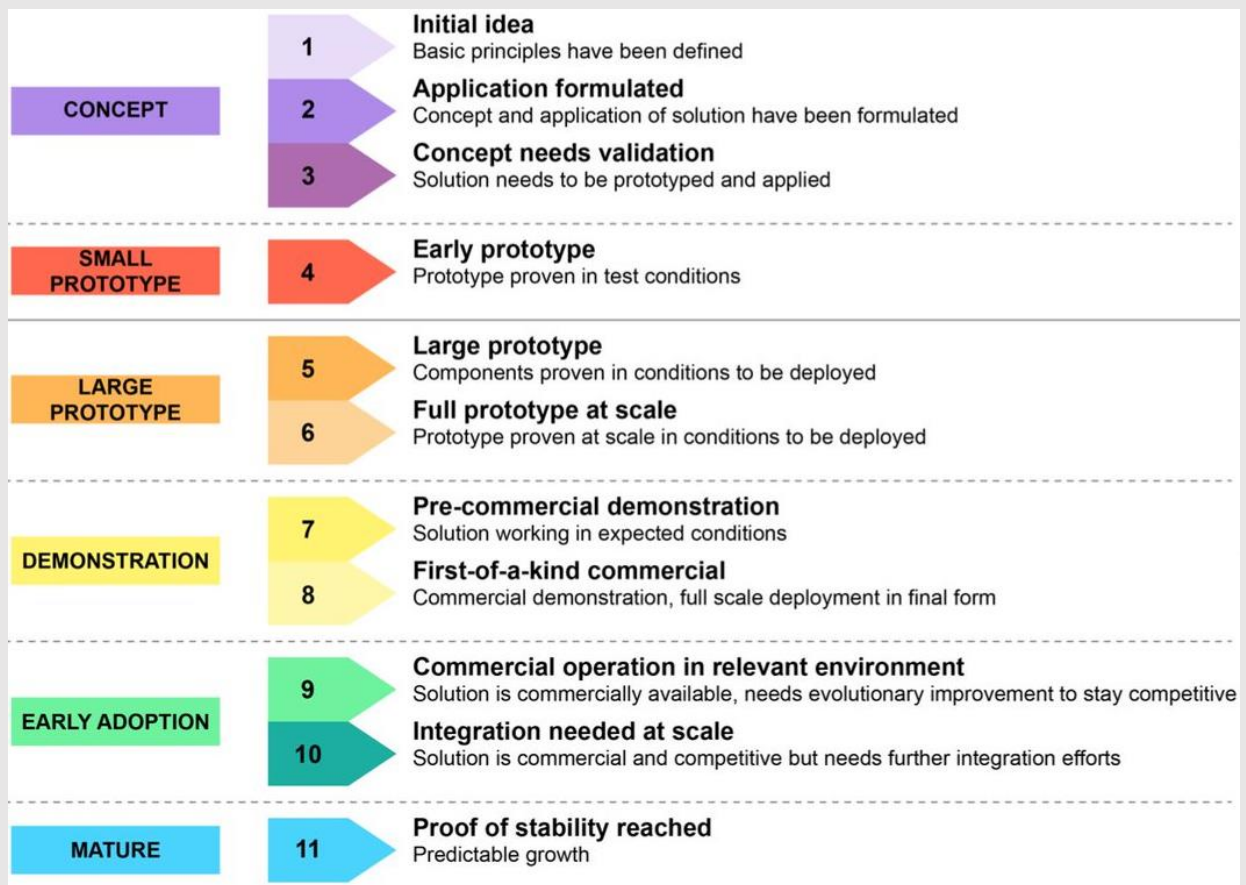 1
Initial idea
Basic principles have been defined
CONCEPT
2
Application formulated
Concept and application of solution have been formulated
3
Concept needs validation
Solution needs to be prototyped and applied
SMALL
PROTOTYPE
4
Early prototype
Prototype proven in test conditions
LARGE
PROTOTYPE
5
Large prototype
Components proven in conditions to be deployed
6
Full prototype at scale
Prototype proven at scale in conditions to be deployed
DEMONSTRATION
7
Pre-commercial demonstration
Solution working in expected conditions
8
First-of-a-kind commercial
Commercial demonstration, full scale deployment in final form
EARLY ADOPTION
9
Commercial operation in relevant environment
Solution is commercially available, needs evolutionary improvement to stay competitive
10
Integration needed at scale
Solution is commercial and competitive but needs further integration efforts
MATURE
11
Proof of stability reached
Predictable growth